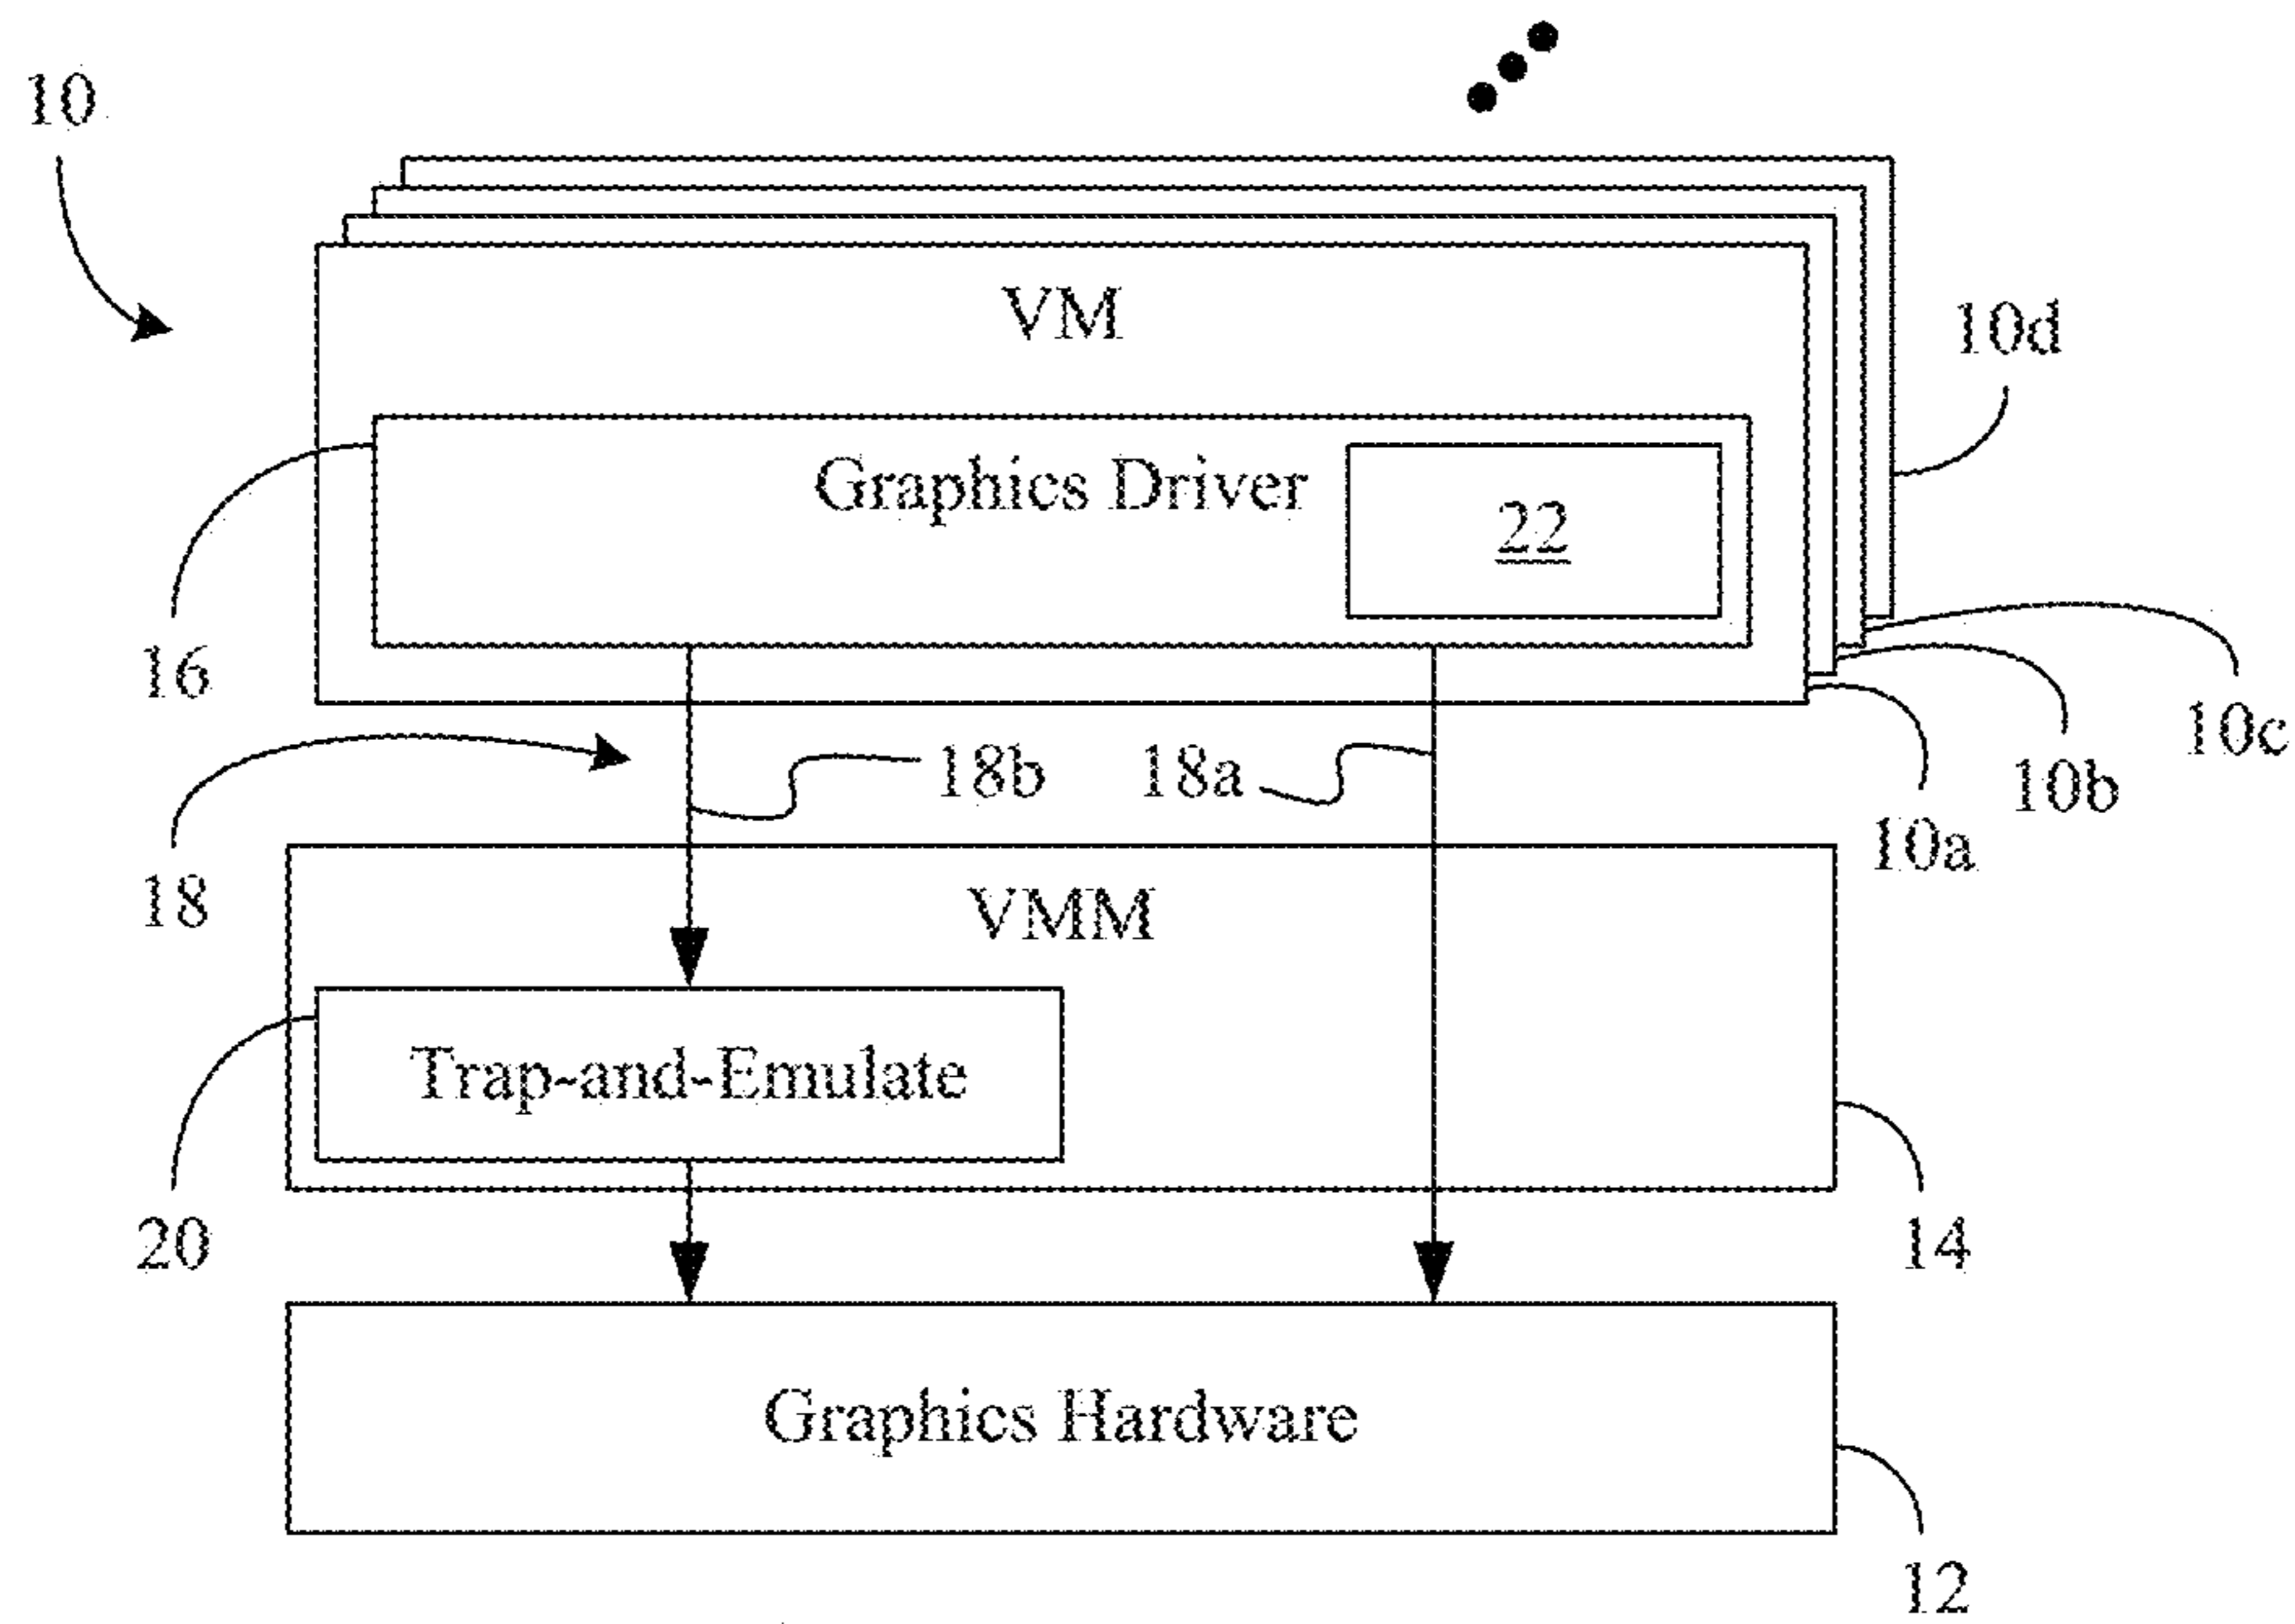 10
VM
10d
Graphics Driver
22
16
10c
18b
18a
10b
10a
18
VMM
Trap-and-Emulate
20
14
Graphics Hardware
12